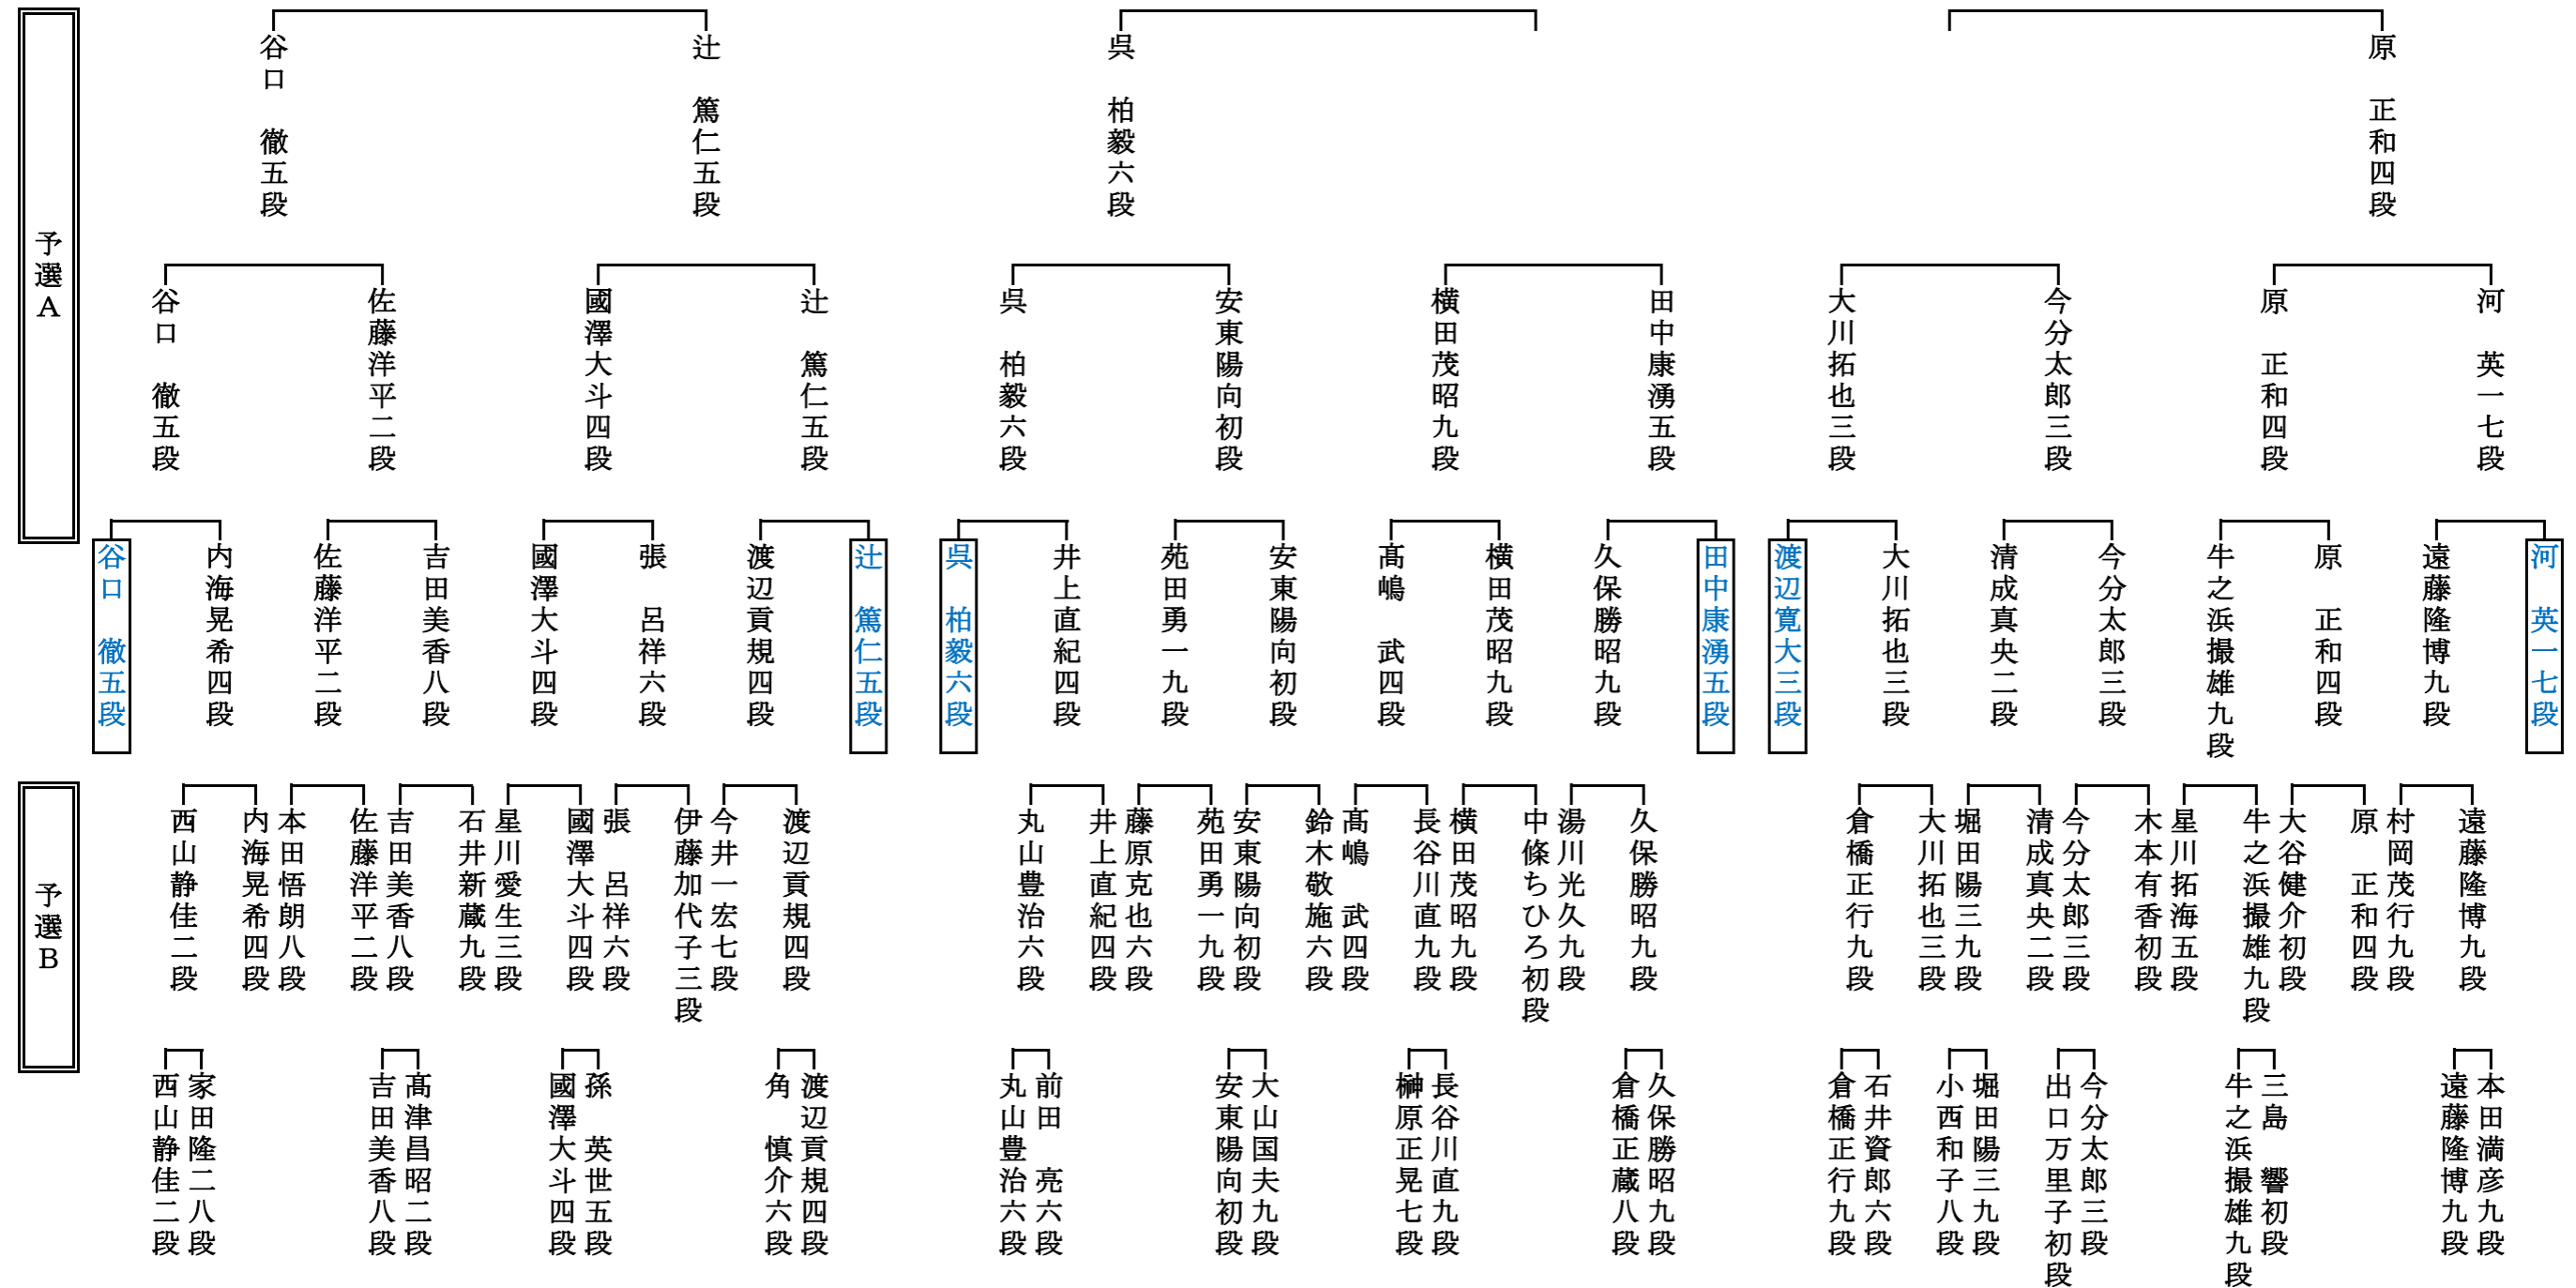 予選A
谷口　徹五段
辻　篤仁五段
呉　柏毅六段
原　正和四段
谷口　徹五段
佐藤洋平二段
國澤大斗四段
辻　篤仁五段
呉　柏毅六段
安東陽向初段
横田茂昭九段
田中康湧五段
大川拓也三段
今分太郎三段
原　正和四段
河　英一七段
谷口　徹五段
内海晃希四段
佐藤洋平二段
吉田美香八段
國澤大斗四段
張　呂祥六段
渡辺貢規四段
辻　篤仁五段
呉　柏毅六段
井上直紀四段
苑田勇一九段
安東陽向初段
髙嶋　武四段
横田茂昭九段
久保勝昭九段
田中康湧五段
渡辺寛大三段
大川拓也三段
清成真央二段
今分太郎三段
牛之浜撮雄九段
原　正和四段
遠藤隆博九段
河　英一七段
予選B
西山静佳二段
内海晃希四段
本田悟朗八段
佐藤洋平二段
吉田美香八段
石井新蔵九段
星川愛生三段
國澤大斗四段
張　呂祥六段
伊藤加代子三段
今井一宏七段
渡辺貢規四段
丸山豊治六段
井上直紀四段
藤原克也六段
苑田勇一九段
安東陽向初段
鈴木敬施六段
髙嶋　武四段
長谷川直九段
横田茂昭九段
中條ちひろ初段
湯川光久九段
久保勝昭九段
倉橋正行九段
大川拓也三段
堀田陽三九段
清成真央二段
今分太郎三段
木本有香初段
星川拓海五段
牛之浜撮雄九段
大谷健介初段
原　正和四段
村岡茂行九段
遠藤隆博九段
西山静佳二段
家田隆二八段
吉田美香八段
髙津昌昭二段
國澤大斗四段
孫　英世五段
角　慎介六段
渡辺貢規四段
丸山豊治六段
前田　亮六段
安東陽向初段
大山国夫九段
榊原正晃七段
長谷川直九段
倉橋正蔵八段
久保勝昭九段
倉橋正行九段
石井資郎六段
小西和子八段
堀田陽三九段
出口万里子初段
今分太郎三段
牛之浜撮雄九段
三島　響初段
遠藤隆博九段
本田満彦九段